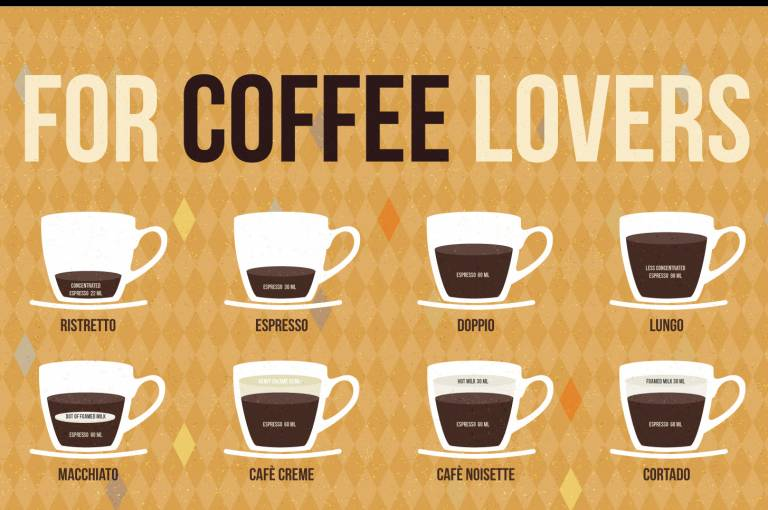 FOR COFFEE LOVERS
CONCENTRATED
ESPRESSO 22 ML
RISTRETTO
ESPRESSO 30 ML
ESPRESSO
ESPRESSO 60 ML
DOPPIO
LESS CONCENTRATED
ESPRESSO 90 ML
LUNGO
DOT OF FOAMED MILK
ESPRESSO 60 ML
MACCHIATO
ESPRESSO 60 ML
CAFÈ CREME
HOT MILK 30 ML
ESPRESSO 60 ML
CAFÈ NOISETTE
FOAMED MILK 30 ML
ESPRESSO 60 ML
CORTADO